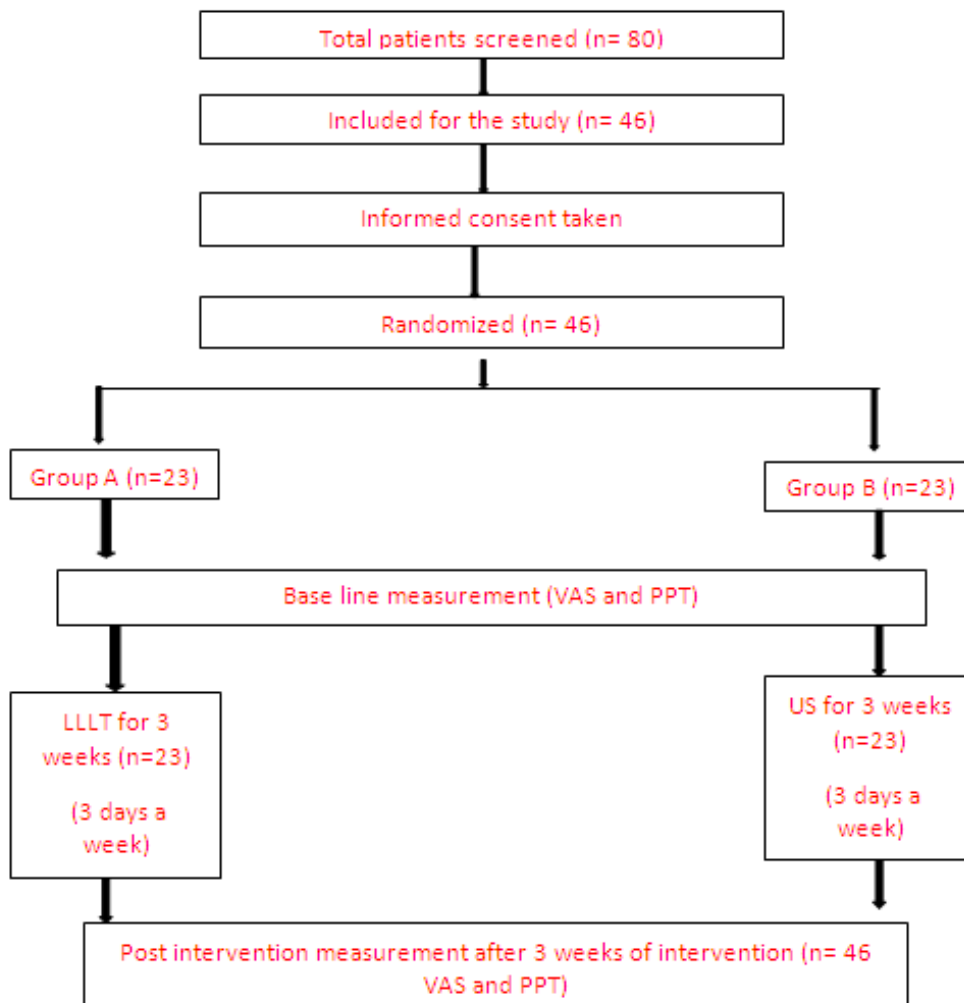 Total patients screened (n= 80)
Included for the study (n= 46)
Informed consent taken
Randomized (n= 46)
Group A (n=23)
Group B (n=23)
Base line measurement (VAS and PPT)
LLLT for 3
weeks (n=23)
(3 days a
week)
US for 3 weeks
(n=23)
(3 days a
week)
Post intervention measurement after 3 weeks of intervention (n= 46
VAS and PPT)